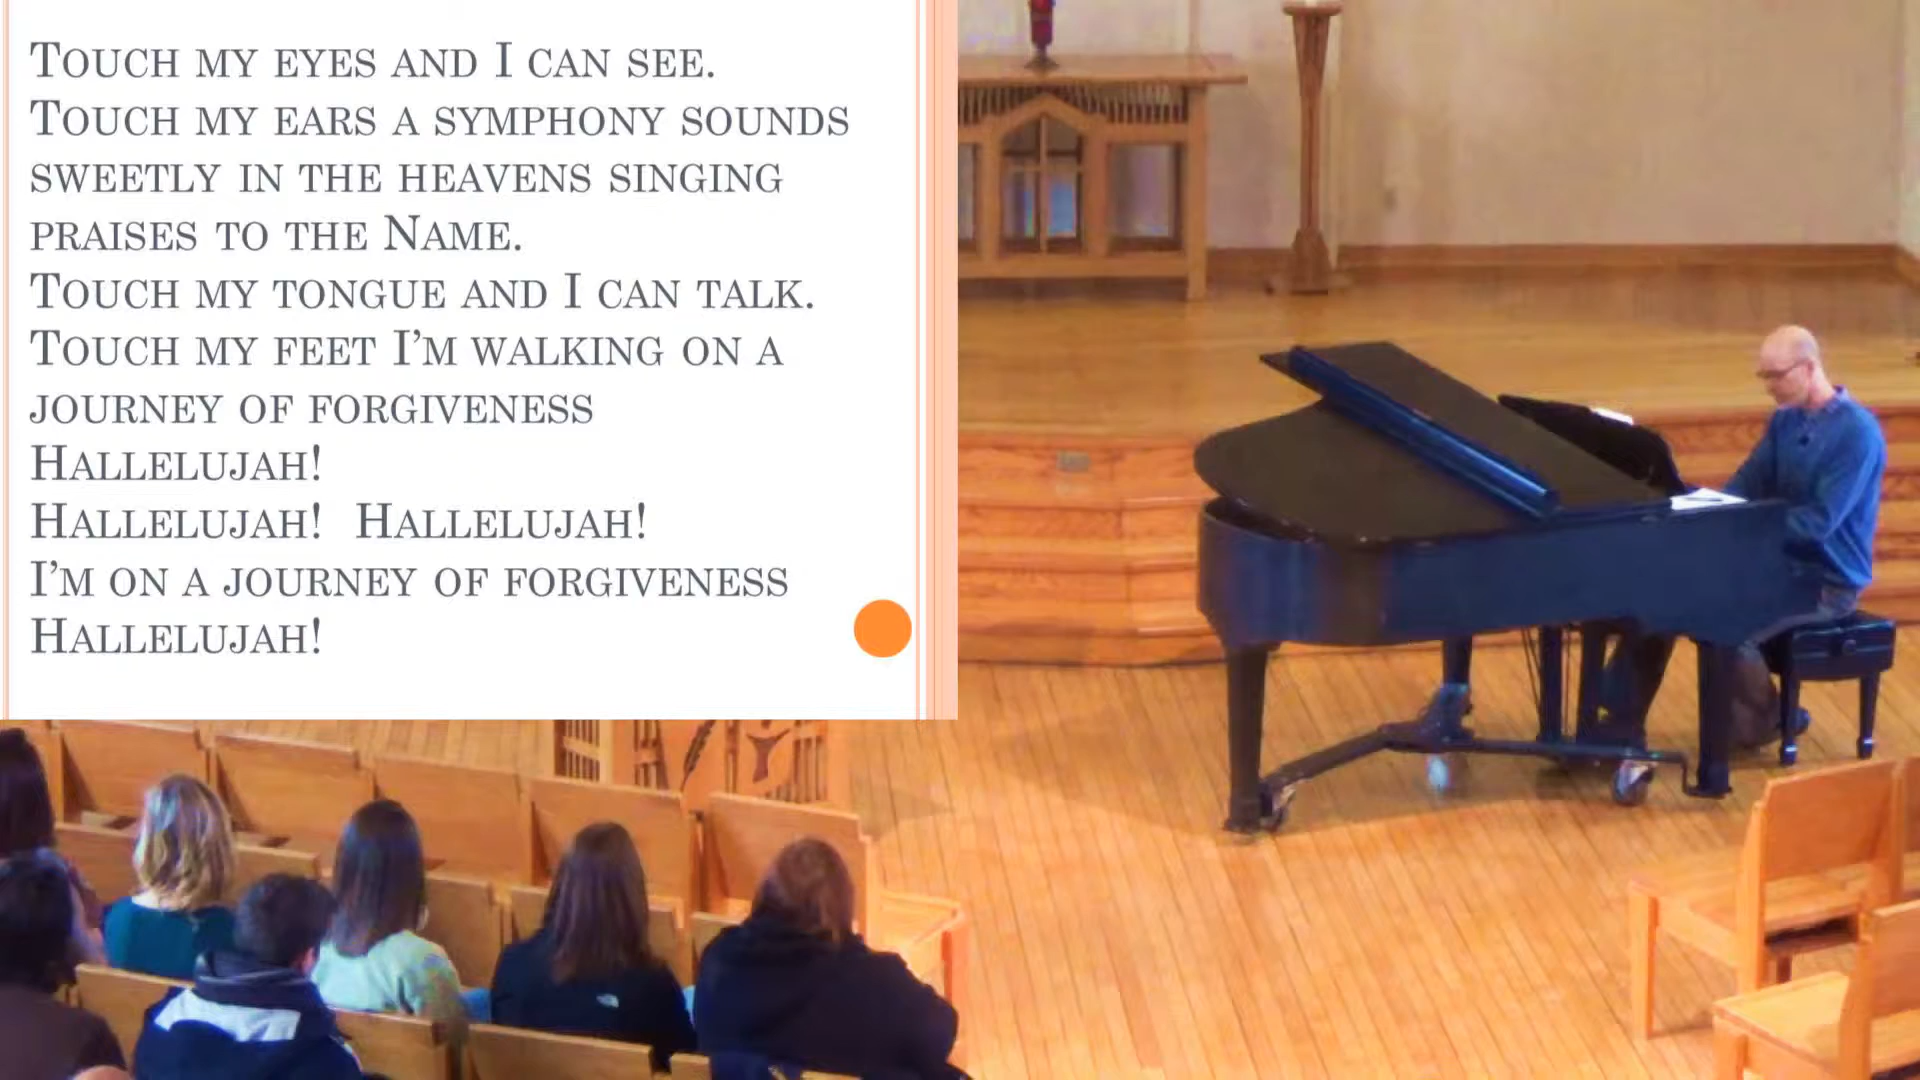 Touch my eyes and I can see.
Touch my ears a symphony sounds
sweetly in the heavens singing
praises to the Name.
Touch my tongue and I can talk.
Touch my feet I'm walking on a
journey of forgiveness
Hallelujah!
Hallelujah!  Hallelujah!
I'm on a journey of forgiveness
Hallelujah!